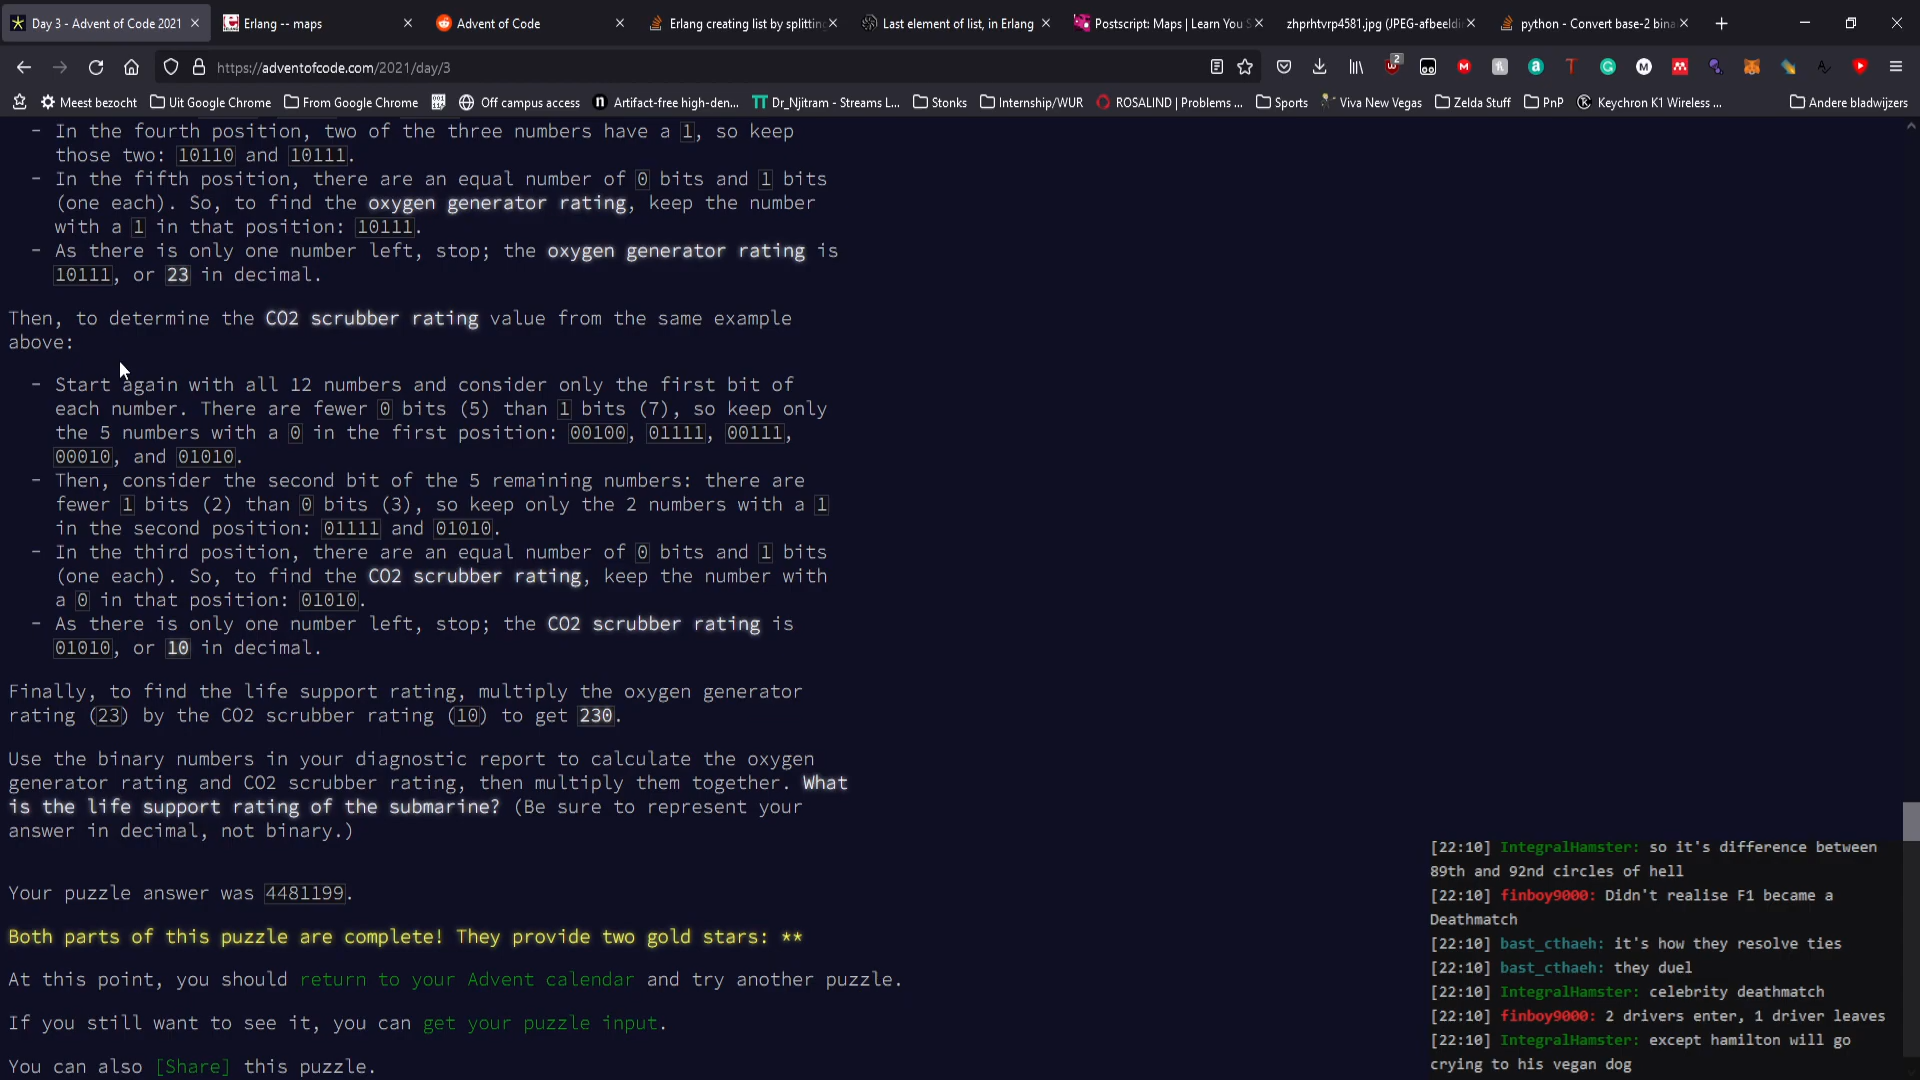 Day 3 - Advent of Code 2021
Erlang -- maps
Advent of Code
Erlang creating list by splitting
Last element of list, in Erlang
Postscript: Maps | Learn You S
zhprhtvrp4581.jpg (JPEG-afbeeldi
python - Convert base-2 bina
https://adventofcode.com/2021/day/3
2
Meest bezocht
Uit Google Chrome
From Google Chrome
Off campus access
Artifact-free high-den...
Dr_Njitram - Streams L...
Stonks
Internship/WUR
ROSALIND | Problems ...
Sports
Viva New Vegas
Zelda Stuff
PnP
Keychron K1 Wireless ...
Andere bladwijzers
- In the fourth position, two of the three numbers have a 1, so keep
those two: 10110 and 10111.
- In the fifth position, there are an equal number of 0 bits and 1 bits
(one each). So, to find the oxygen generator rating, keep the number
with a 1 in that position: 10111.
- As there is only one number left, stop; the oxygen generator rating is
10111, or 23 in decimal.
Then, to determine the CO2 scrubber rating value from the same example
above:
- Start again with all 12 numbers and consider only the first bit of
each number. There are fewer 0 bits (5) than 1 bits (7), so keep only
the 5 numbers with a 0 in the first position: 00100, 01111, 00111,
00010, and 01010.
- Then, consider the second bit of the 5 remaining numbers: there are
fewer 1 bits (2) than 0 bits (3), so keep only the 2 numbers with a 1
in the second position: 01111 and 01010.
- In the third position, there are an equal number of 0 bits and 1 bits
(one each). So, to find the CO2 scrubber rating, keep the number with
a 0 in that position: 01010.
- As there is only one number left, stop; the CO2 scrubber rating is
01010, or 10 in decimal.
Finally, to find the life support rating, multiply the oxygen generator
rating (23) by the CO2 scrubber rating (10) to get 230.
Use the binary numbers in your diagnostic report to calculate the oxygen
generator rating and CO2 scrubber rating, then multiply them together. What
is the life support rating of the submarine? (Be sure to represent your
answer in decimal, not binary.)
Your puzzle answer was 4481199.
Both parts of this puzzle are complete! They provide two gold stars: **
At this point, you should return to your Advent calendar and try another puzzle.
If you still want to see it, you can get your puzzle input.
You can also [Share] this puzzle.
[22:10] IntegralHamster: so it's difference between
89th and 92nd circles of hell
[22:10] finboy9000: Didn't realise F1 became a
Deathmatch
[22:10] bast_cthaeh: it's how they resolve ties
[22:10] bast_cthaeh: they duel
[22:10] IntegralHamster: celebrity deathmatch
[22:10] finboy9000: 2 drivers enter, 1 driver leaves
[22:10] IntegralHamster: except hamilton will go
crying to his vegan dog